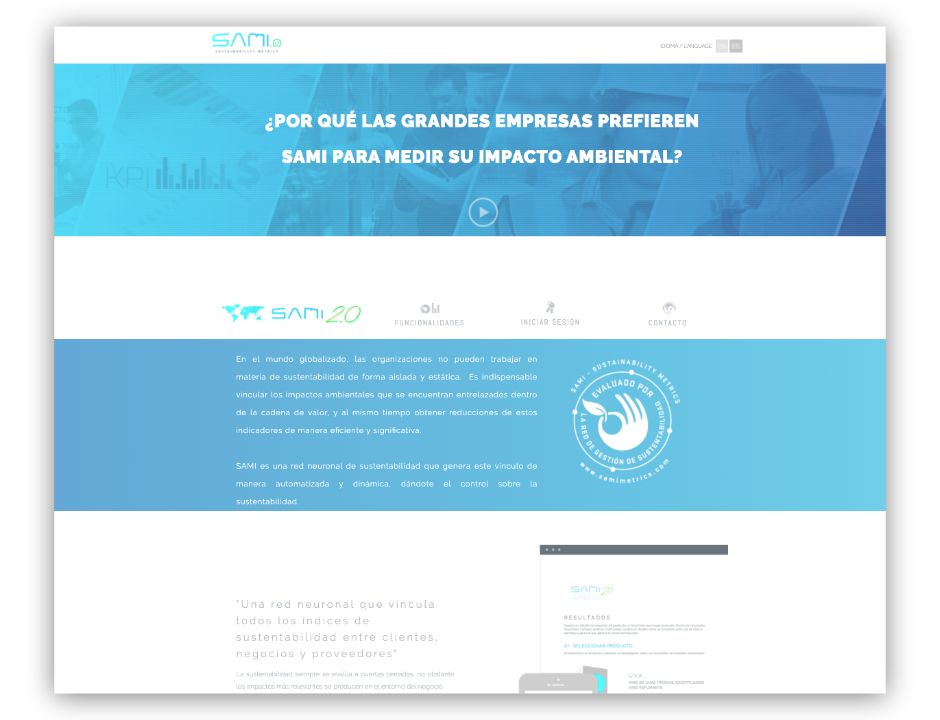 SAMI
SUSTAINABILITY METRICS
IDIOMA / LANGUAGE EN ES
¿POR QUÉ LAS GRANDES EMPRESAS PREFIEREN
SAMI PARA MEDIR SU IMPACTO AMBIENTAL?
KPI
SAMI 2.0
FUNCIONALIDADES
INICIAR SESIÓN
CONTACTO
En el mundo globalizado, las organizaciones no pueden trabajar en
materia de sustentabilidad de forma aislada y estática. Es indispensable
vincular los impactos ambientales que se encuentran entrelazados dentro
de la cadena de valor, y al mismo tiempo obtener reducciones de estos
indicadores de manera eficiente y significativa.
SAMI es una red neuronal de sustentabilidad que genera este vínculo de
manera automatizada y dinámica, dándote el control sobre la
sustentabilidad.
SAMI - SUSTAINABILITY METRICS
EVALUADO POR
LA RED DE GESTIÓN DE SUSTENTABILIDAD
www.samimetrics.com
"Una red neuronal que vincula
todos los índices de
sustentabilidad entre clientes,
negocios y proveedores"
La sustentabilidad siempre se evalúa a puertas cerradas, no obstante,
los impactos más relevantes se producen en el entorno del negocio.
SAMI 2.0
RESULTADOS
01 SELECCIONAR PRODUCTO
UVA